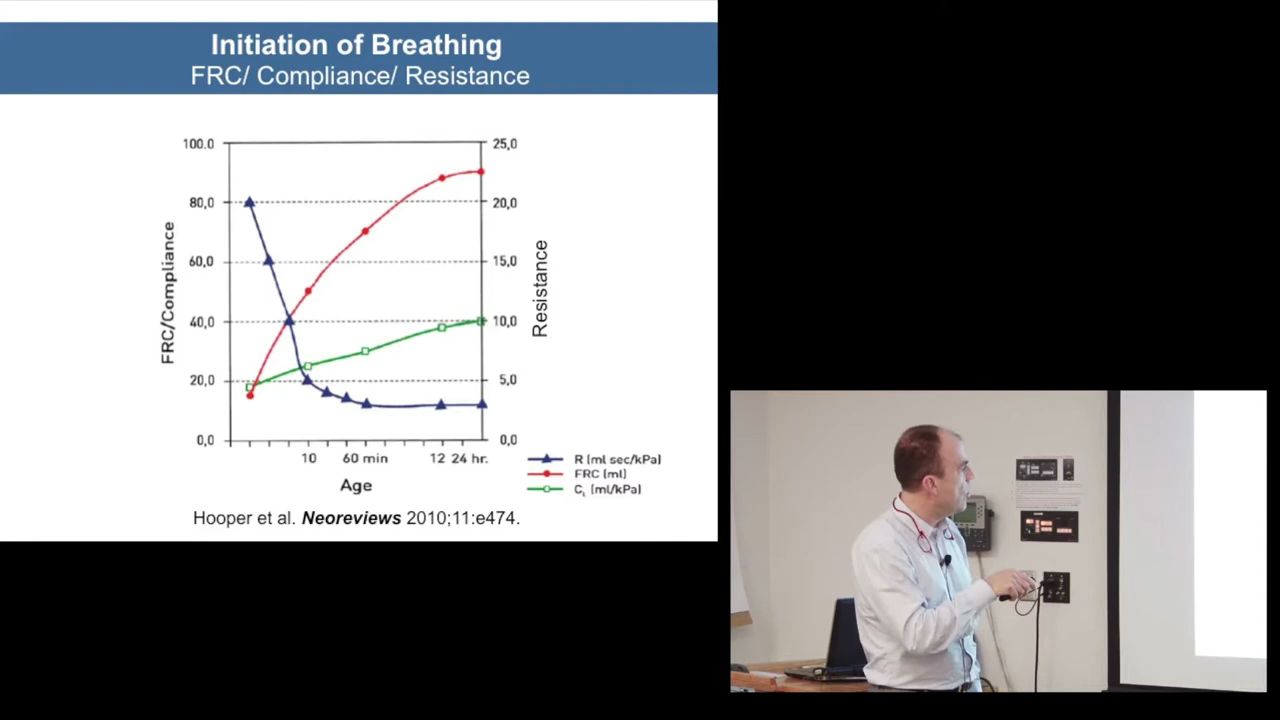 Initiation of Breathing
FRC/ Compliance/ Resistance
100.0
80,0
60,0
40,0
20,0
0,0
FRC/Compliance
25,0
20,0
15,0
10,0
5,0
0,0
Resistance
10
60 min
12 24 hr.
Age
R (ml sec/kPa)
FRC (ml)
CL (ml/kPa)
Hooper et al. Neoreviews 2010;11:e474.